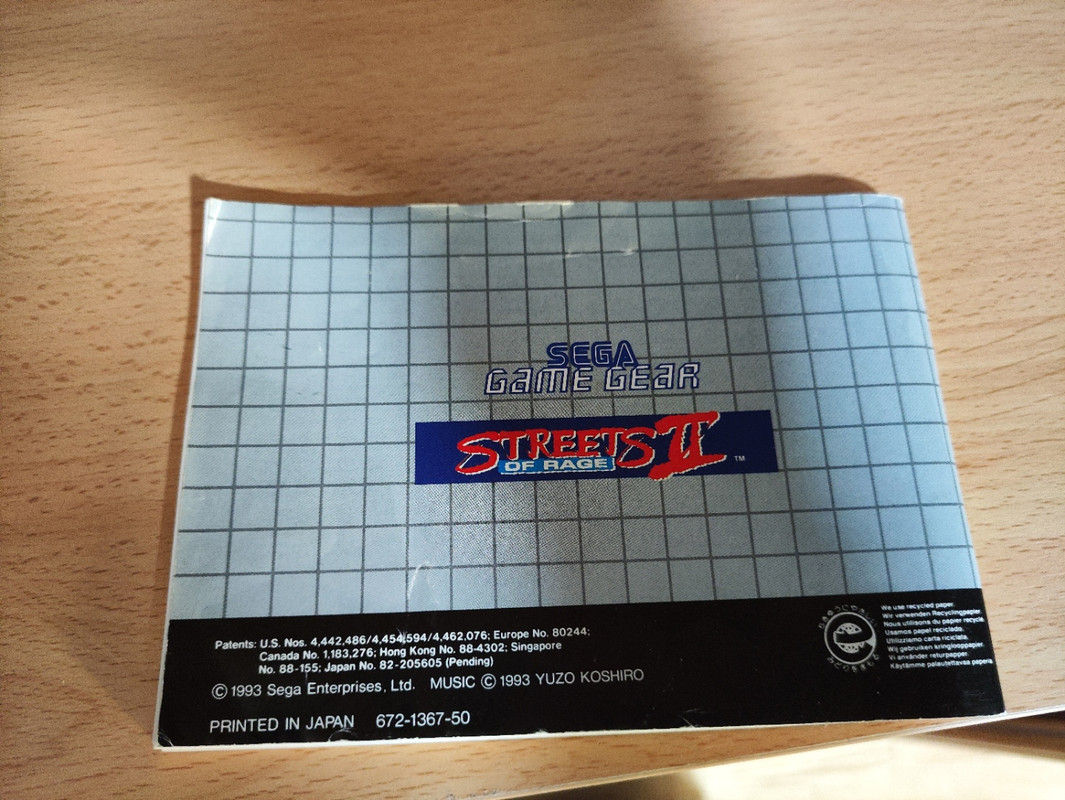 SEGA
GAME GEAR
STREETS II
OF RAGE ™
Patents: U.S. Nos. 4,442,486/4,454,594/4,462,076; Europe No. 80244;
Canada No. 1,183,276; Hong Kong No. 88-4302; Singapore
No. 88-155; Japan No. 82-205605 (Pending)
© 1993 Sega Enterprises, Ltd. MUSIC © 1993 YUZO KOSHIRO
PRINTED IN JAPAN 672-1367-50
We use recycled paper.
Wir verwenden Recyclingpapier.
Nous utilisons du papier recyclé.
Usamos papel reciclado.
Utilizziamo carta riciclata.
Wij gebruiken kringlooppapier.
Vi använder returpapper.
Käytämme palautettavaa paperia